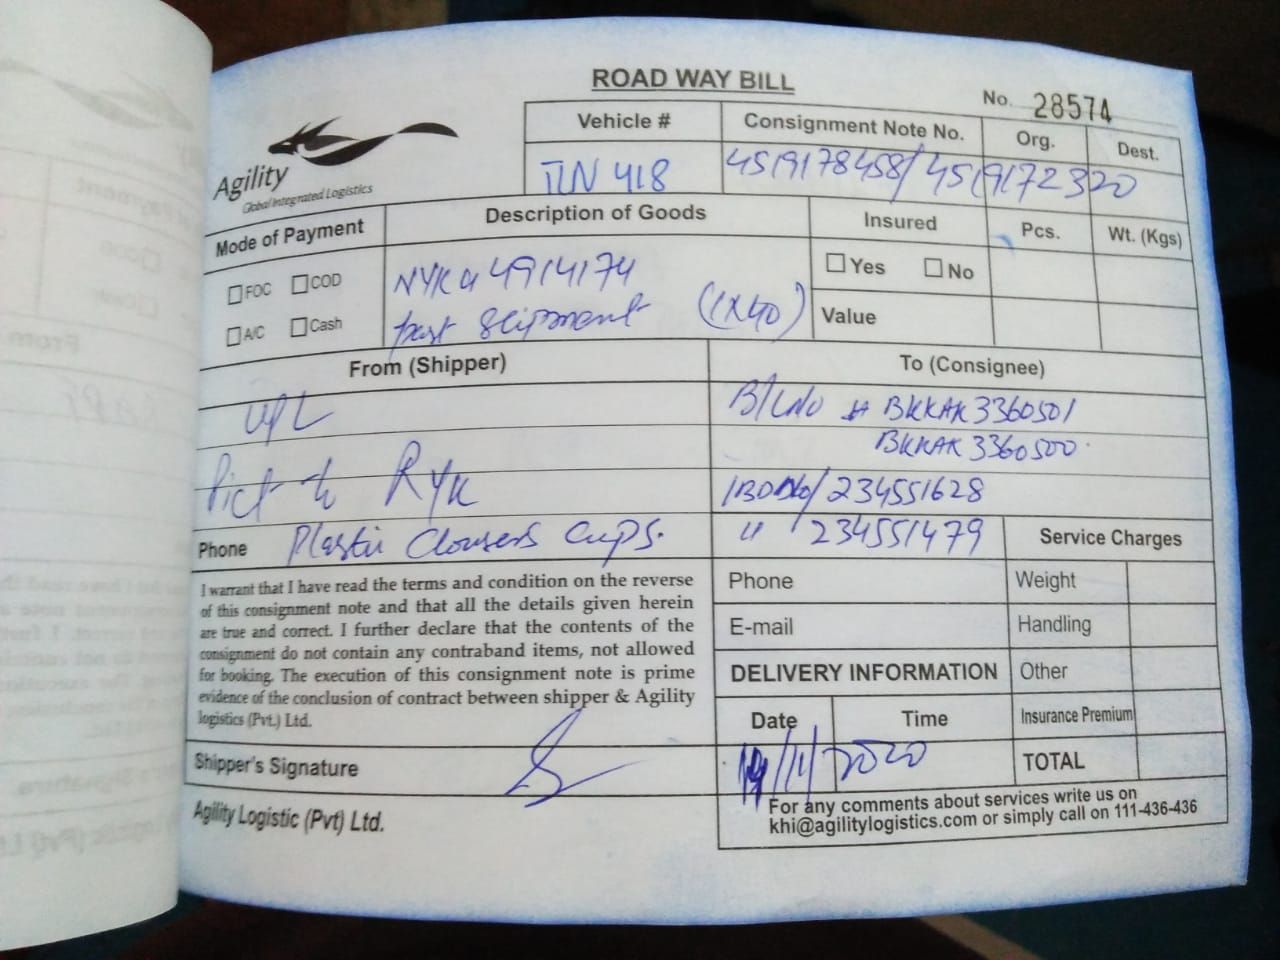 ROAD WAY BILL
No. 28574
Agility
Global Integrated Logistics
Vehicle #
Consignment Note No.
Org.
Dest.
TLN 418
4519178458/4519172320
Mode of Payment
Description of Goods
Insured
Pcs.
Wt. (Kgs)
FOC
COD
A/C
Cash
NYKU 4914174
part shipment (1X40)
Yes
No
Value
From (Shipper)
To (Consignee)
UPL
Pict to RYK
B/L No # BKKAK3360501
BKKAK 3360500
234551628
Phone
Plastic Clousers Cups.
" 234551479
Service Charges
I warrant that I have read the terms and condition on the reverse
of this consignment note and that all the details given herein
are true and correct. I further declare that the contents of the
consignment do not contain any contraband items, not allowed
for booking. The execution of this consignment note is prime
evidence of the conclusion of contract between shipper & Agility
logistics (Pvt.) Ltd.
Phone
E-mail
DELIVERY INFORMATION
Date
Time
Weight
Handling
Other
Insurance Premium
TOTAL
19/11/2020
Shipper's Signature
Agility Logistic (Pvt) Ltd.
For any comments about services write us on
khi@agilitylogistics.com or simply call on 111-436-436